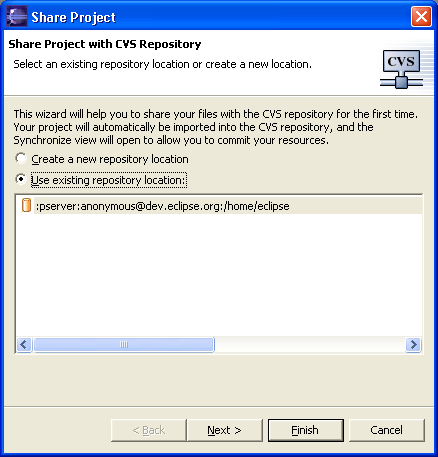 Share Project
Share Project with CVS Repository
Select an existing repository location or create a new location.
CVS
This wizard will help you to share your files with the CVS repository for the first time.
Your project will automatically be imported into the CVS repository, and the
Synchronize view will open to allow you to commit your resources.
Create a new repository location
Use existing repository location:
:pserver:anonymous@dev.eclipse.org:/home/eclipse
< Back Next > Finish Cancel